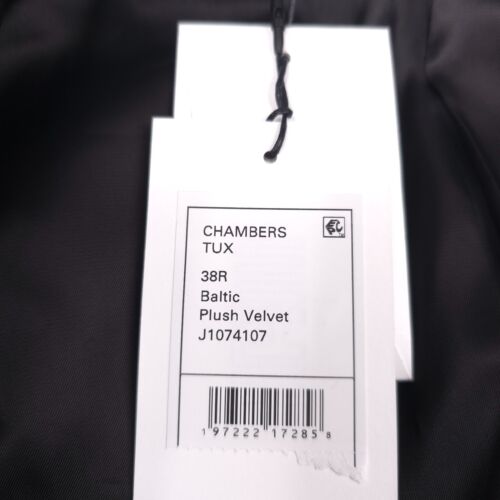 CHAMBERS
TUX
38R
Baltic
Plush Velvet
J1074107
1 97222 17285 8